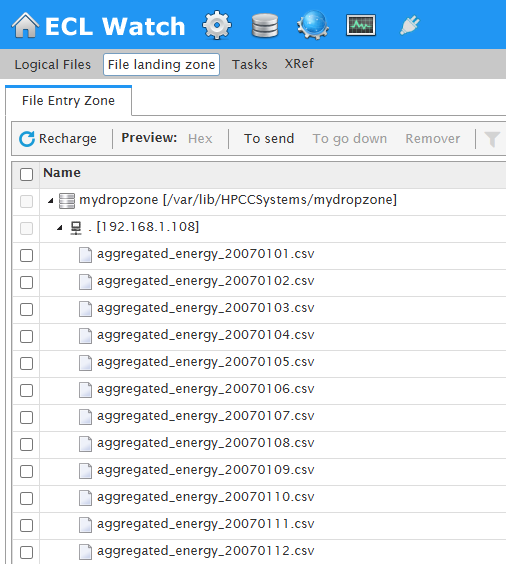 ECL Watch
Logical Files File landing zone Tasks XRef
File Entry Zone
Recharge Preview: Hex To send To go down Remover
Name
mydropzone [/var/lib/HPCCSystems/mydropzone]
. [192.168.1.108]
aggregated_energy_20070101.csv
aggregated_energy_20070102.csv
aggregated_energy_20070103.csv
aggregated_energy_20070104.csv
aggregated_energy_20070105.csv
aggregated_energy_20070106.csv
aggregated_energy_20070107.csv
aggregated_energy_20070108.csv
aggregated_energy_20070109.csv
aggregated_energy_20070110.csv
aggregated_energy_20070111.csv
aggregated_energy_20070112.csv